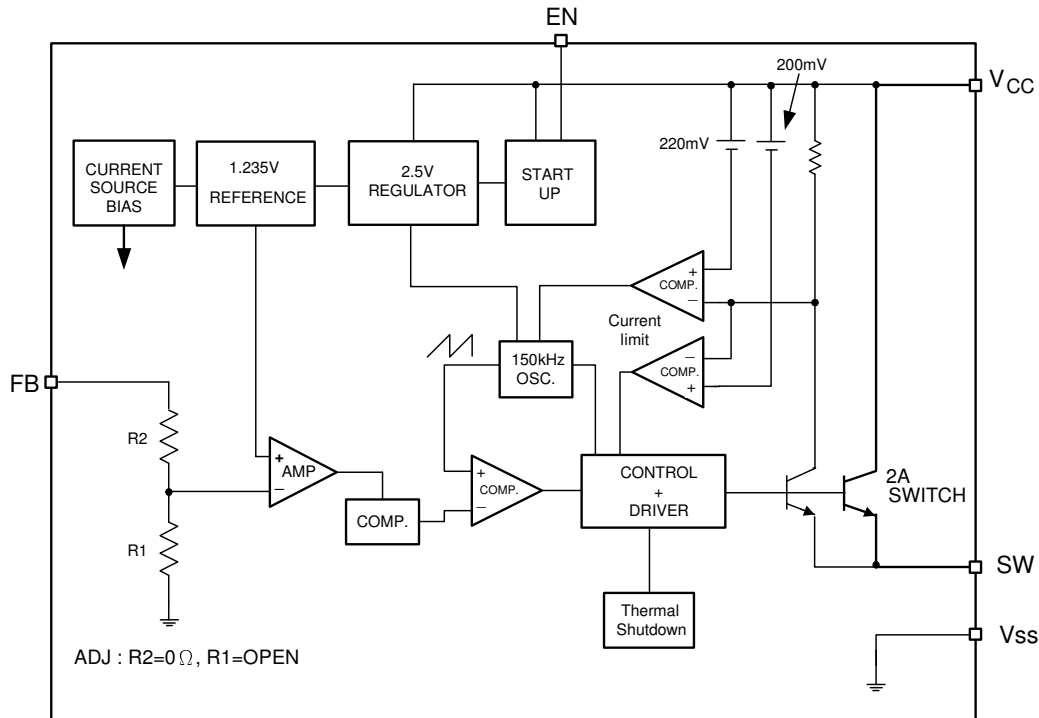 EN
200mV
VCC
220mV
CURRENT
SOURCE
BIAS
1.235V
REFERENCE
2.5V
REGULATOR
START
UP
+
COMP.
−
Current
limit
−
COMP.
+
150kHz
OSC.
FB
R2
+
AMP
−
+
COMP.
−
COMP.
CONTROL
+
DRIVER
2A
SWITCH
R1
SW
Thermal
Shutdown
Vss
ADJ : R2=0Ω, R1=OPEN